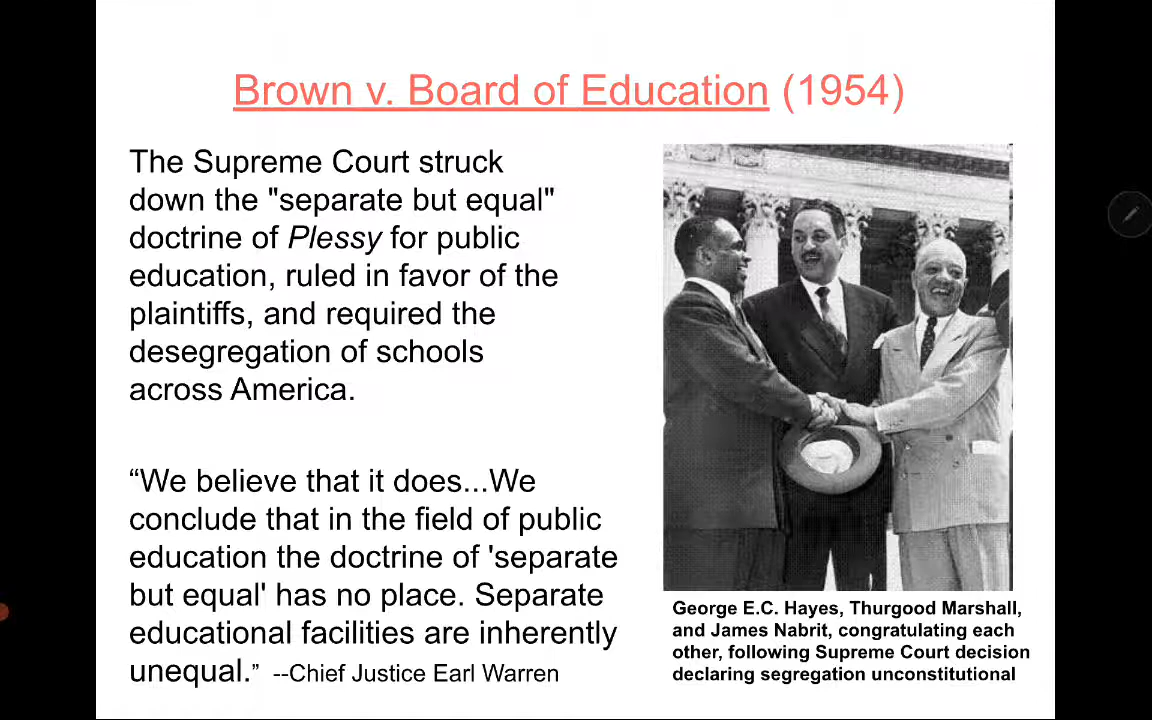 Brown v. Board of Education (1954)
The Supreme Court struck
down the "separate but equal"
doctrine of Plessy for public
education, ruled in favor of the
plaintiffs, and required the
desegregation of schools
across America.
“We believe that it does...We
conclude that in the field of public
education the doctrine of 'separate
but equal' has no place. Separate
educational facilities are inherently
unequal.” --Chief Justice Earl Warren
George E.C. Hayes, Thurgood Marshall,
and James Nabrit, congratulating each
other, following Supreme Court decision
declaring segregation unconstitutional